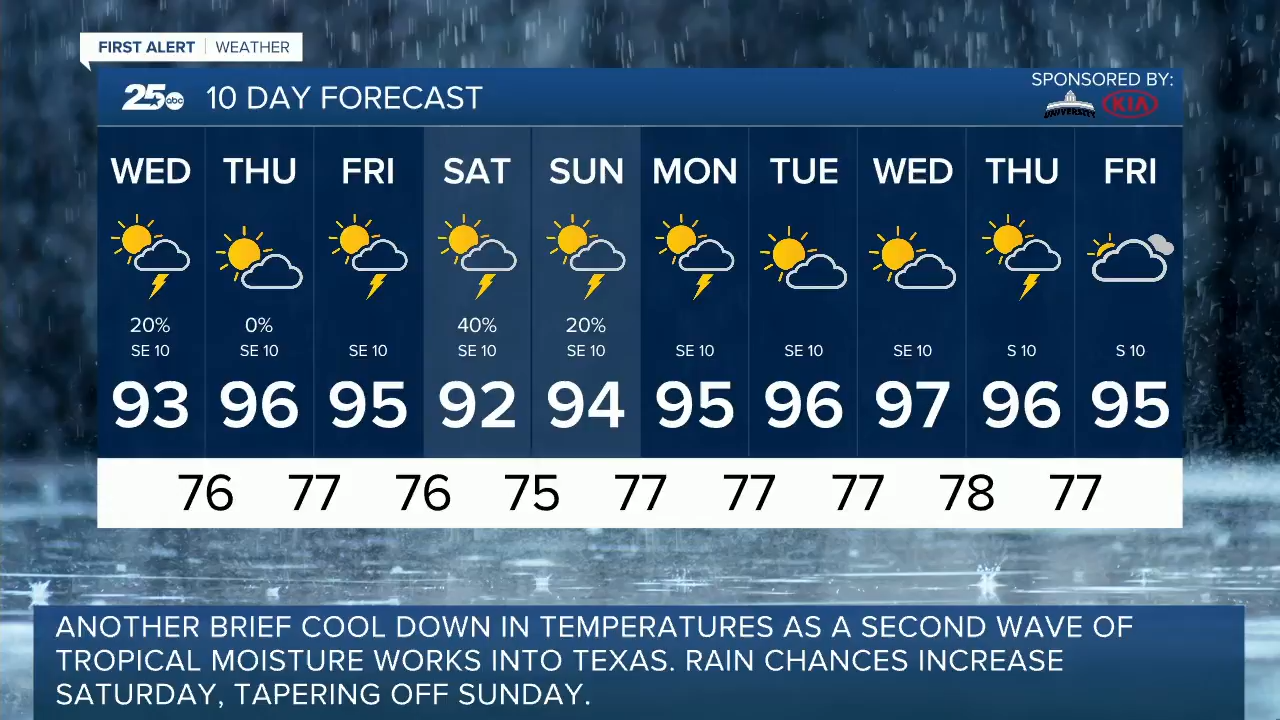 FIRST ALERT | WEATHER
25 abc 10 DAY FORECAST
SPONSORED BY:
UNIVERSITY KIA
WED THU FRI SAT SUN MON TUE WED THU FRI
20% 0% 40% 20%
SE 10 SE 10 SE 10 SE 10 SE 10 SE 10 SE 10 SE 10 S 10 S 10
93 96 95 92 94 95 96 97 96 95
76 77 76 75 77 77 77 78 77
ANOTHER BRIEF COOL DOWN IN TEMPERATURES AS A SECOND WAVE OF
TROPICAL MOISTURE WORKS INTO TEXAS. RAIN CHANCES INCREASE
SATURDAY, TAPERING OFF SUNDAY.